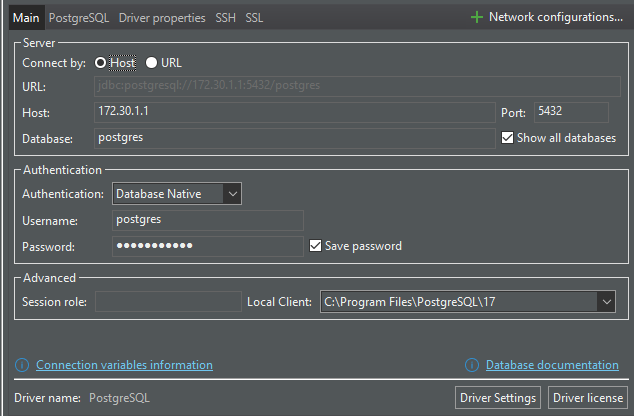 Main PostgreSQL Driver properties SSH SSL Network configurations...
Server
Connect by: Host URL
URL: jdbc:postgresql://172.30.1.1:5432/postgres
Host: 172.30.1.1 Port: 5432
Database: postgres Show all databases
Authentication
Authentication: Database Native
Username: postgres
Password: ●●●●●●●●●●● Save password
Advanced
Session role: Local Client: C:\Program Files\PostgreSQL\17
Connection variables information Database documentation
Driver name: PostgreSQL Driver Settings Driver license